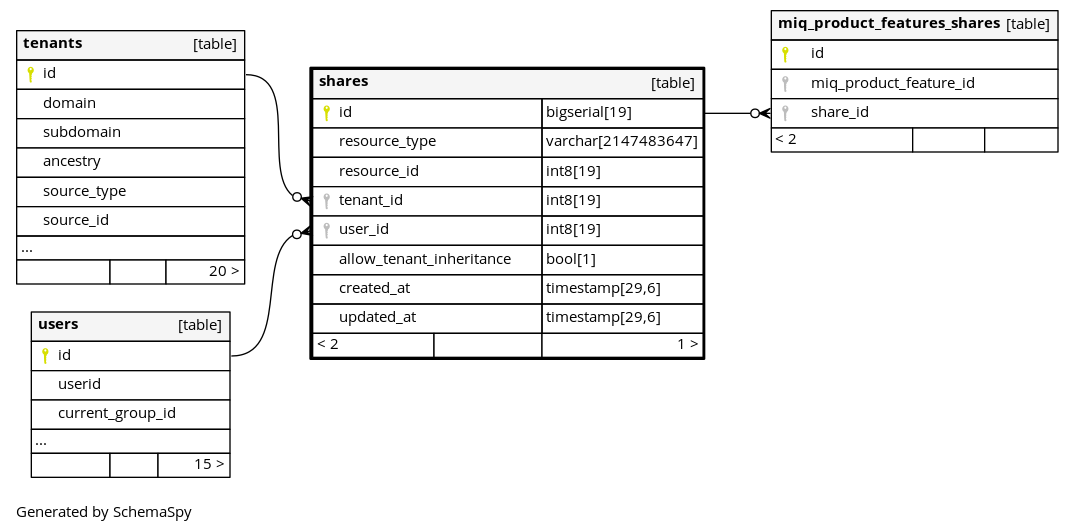 tenants [table]
id
domain
subdomain
ancestry
source_type
source_id
...
20 >
users [table]
id
userid
current_group_id
...
15 >
shares [table]
id bigserial[19]
resource_type varchar[2147483647]
resource_id int8[19]
tenant_id int8[19]
user_id int8[19]
allow_tenant_inheritance bool[1]
created_at timestamp[29,6]
updated_at timestamp[29,6]
< 2 1 >
miq_product_features_shares [table]
id
miq_product_feature_id
share_id
< 2
Generated by SchemaSpy